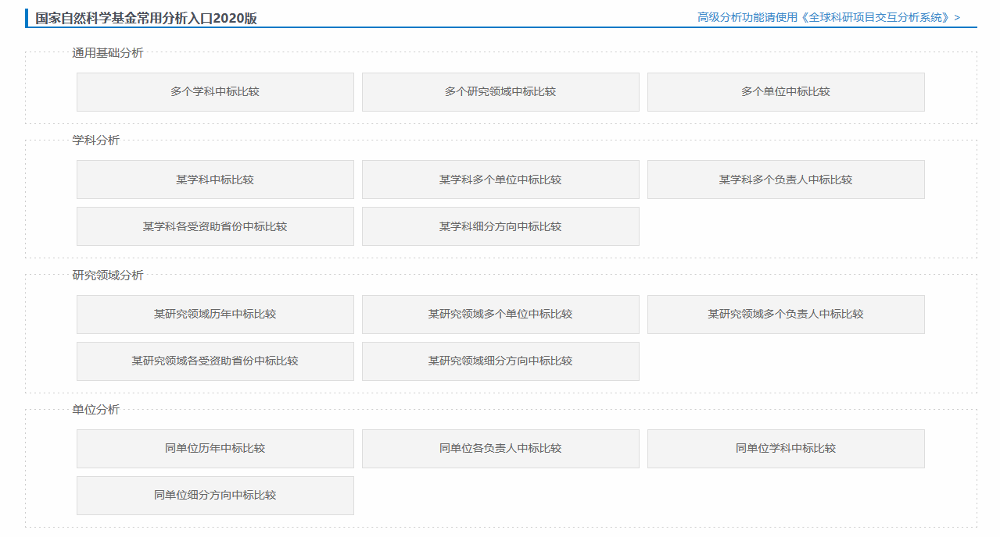 国家自然科学基金常用分析入口2020版
高级分析功能请使用《全球科研项目交互分析系统》>
通用基础分析
多个学科中标比较
多个研究领域中标比较
多个单位中标比较
学科分析
某学科中标比较
某学科多个单位中标比较
某学科多个负责人中标比较
某学科各受资助省份中标比较
某学科细分方向中标比较
研究领域分析
某研究领域历年中标比较
某研究领域多个单位中标比较
某研究领域多个负责人中标比较
某研究领域各受资助省份中标比较
某研究领域细分方向中标比较
单位分析
同单位历年中标比较
同单位各负责人中标比较
同单位学科中标比较
同单位细分方向中标比较